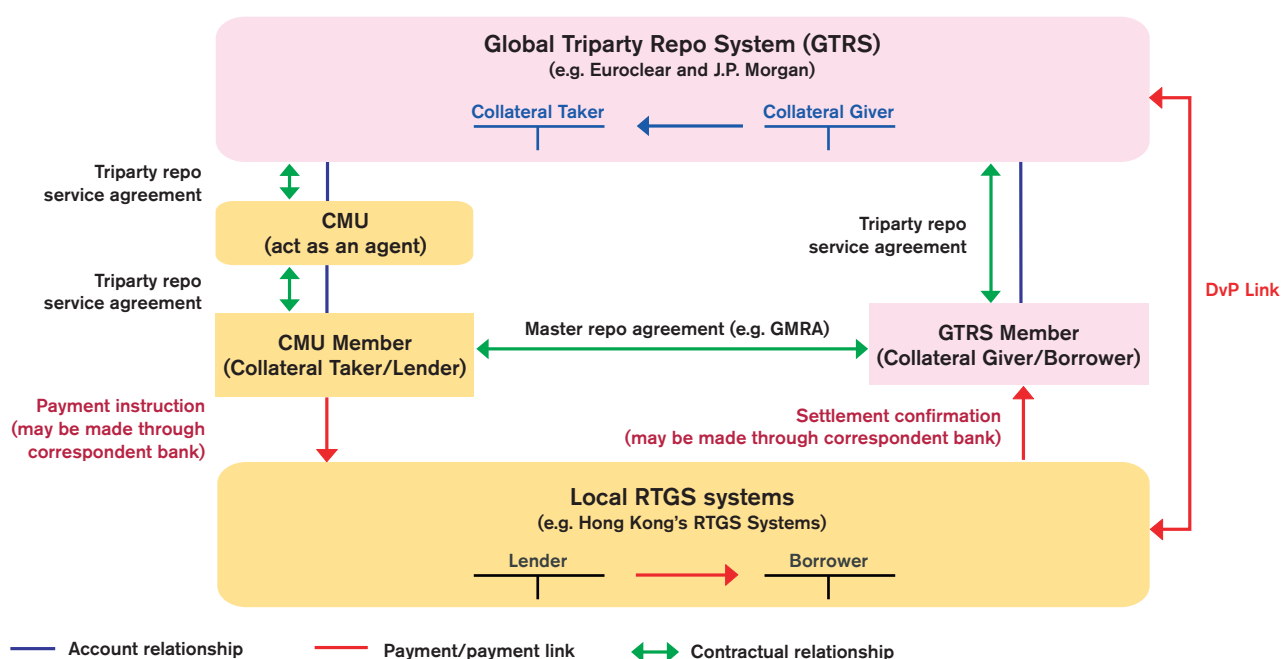 Global Triparty Repo System (GTRS)
(e.g. Euroclear and J.P. Morgan)
Collateral Taker
Collateral Giver
Triparty repo
service agreement
CMU
(act as an agent)
Triparty repo
service agreement
Triparty repo
service agreement
DvP Link
CMU Member
(Collateral Taker/Lender)
Master repo agreement (e.g. GMRA)
GTRS Member
(Collateral Giver/Borrower)
Payment instruction
(may be made through
correspondent bank)
Settlement confirmation
(may be made through correspondent bank)
Local RTGS systems
(e.g. Hong Kong's RTGS Systems)
Lender
Borrower
Account relationship
Payment/payment link
Contractual relationship